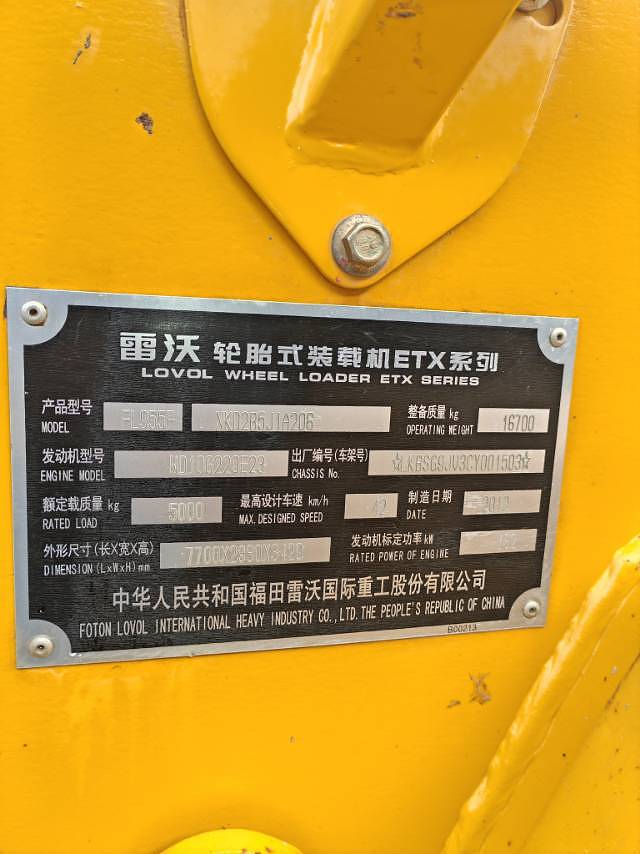 雷沃 轮胎式装载机ETX系列
LOVOL WHEEL LOADER ETX SERIES
产品型号 FL955F NKD2B5J1A206 整备质量 kg 16700
MODEL OPERATING WEIGHT
发动机型号 WD10G220E23 出厂编号(车架号) ☆LKBSG9JV3CY001503☆
ENGINE MODEL CHASSIS No.
额定载质量 kg 5000 最高设计车速 km/h 42 制造日期
RATED LOAD MAX.DESIGNED SPEED DATE
外形尺寸(长X宽X高) 发动机标定功率 kW
DIMENSION (LxWxH) mm RATED POWER OF ENGINE
中华人民共和国福田雷沃国际重工股份有限公司
FOTON LOVOL INTERNATIONAL HEAVY INDUSTRY CO.,LTD.THE PEOPLE'S REPUBLIC OF CHINA
B00213